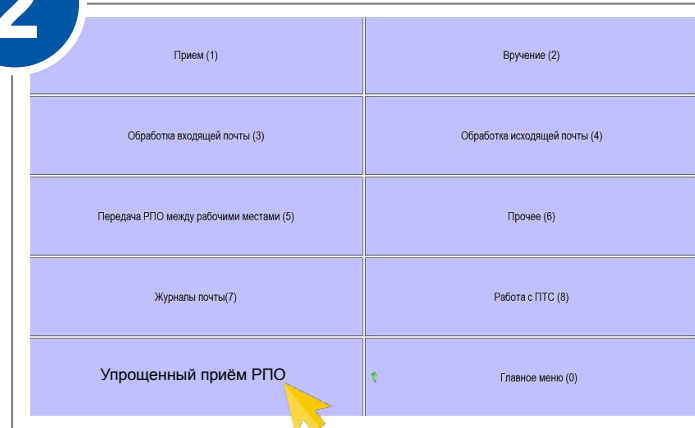 2
Прием (1)
Вручение (2)
Обработка входящей почты (3)
Обработка исходящей почты (4)
Передача РПО между рабочими местами (5)
Прочее (6)
Журналы почты(7)
Работа с ПТС (8)
Упрощенный приём РПО
Главное меню (0)